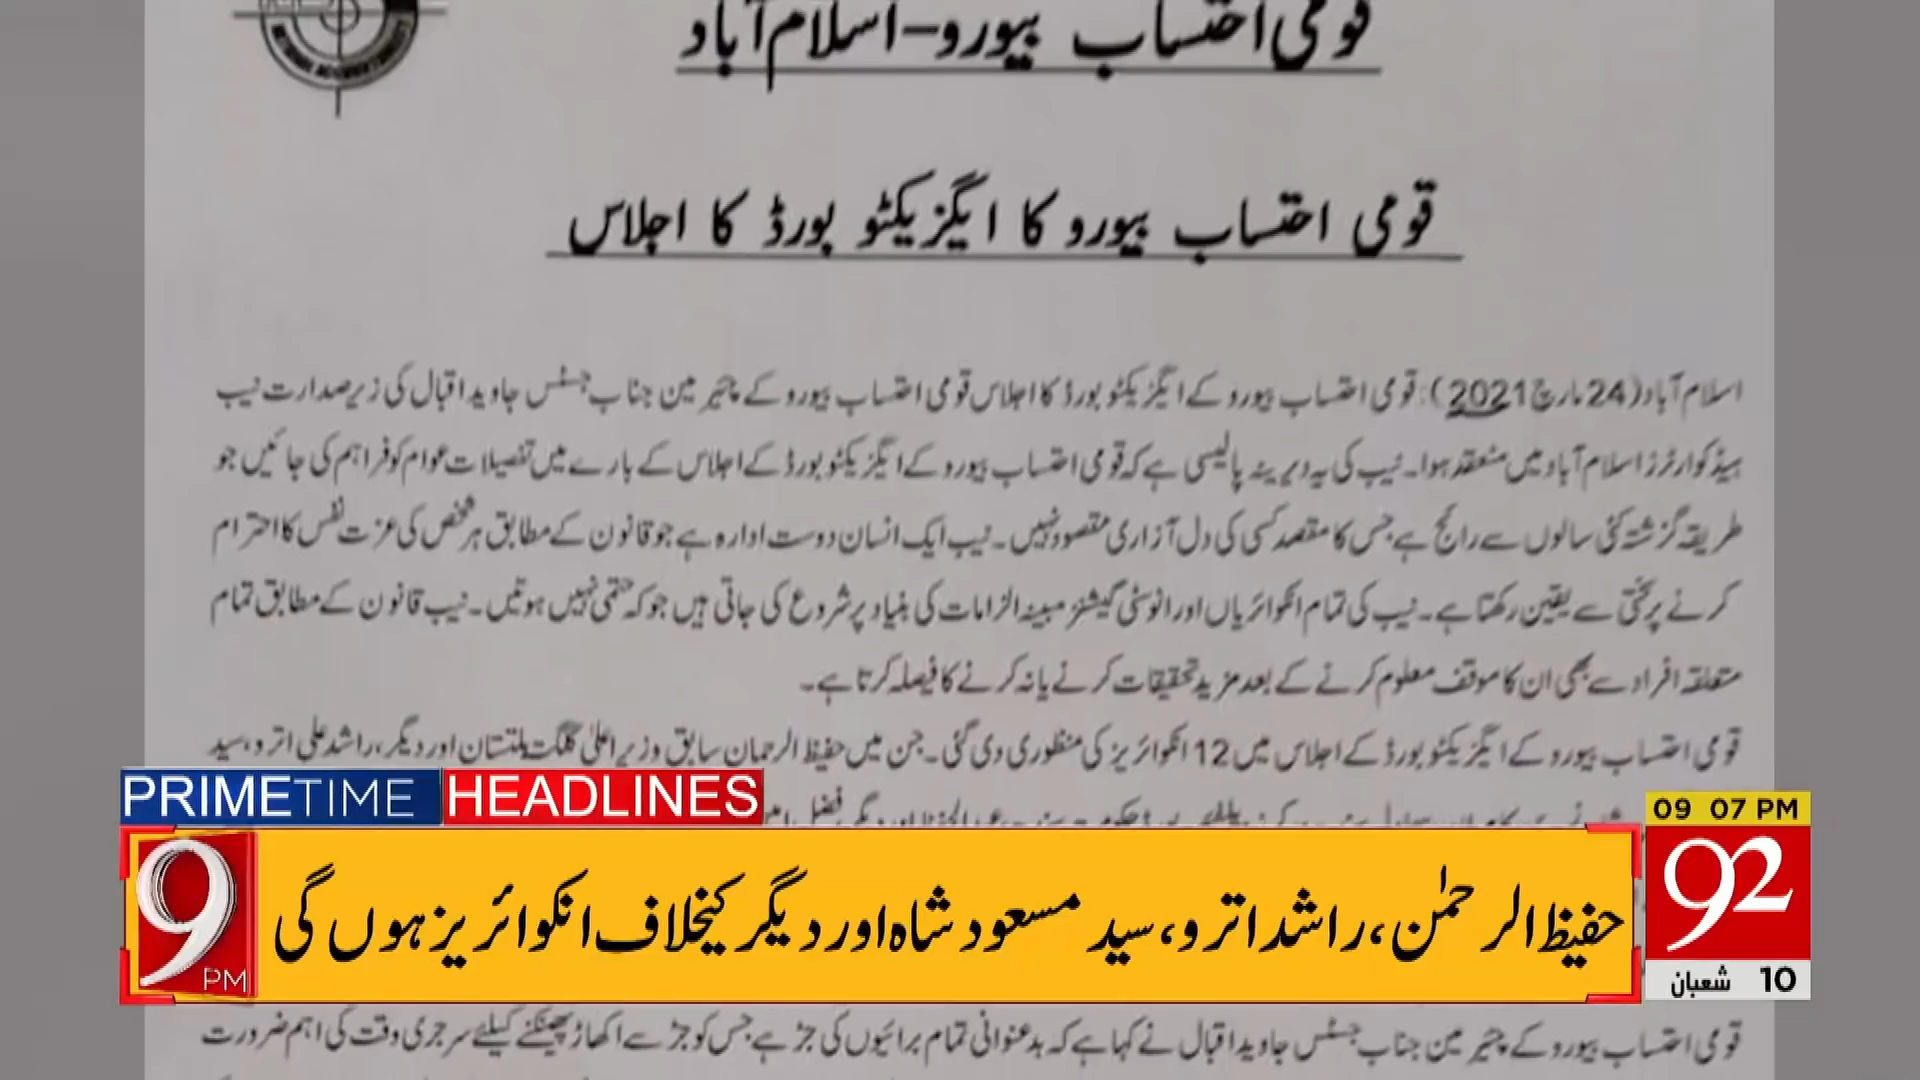 قومی احتساب بیورو-اسلام آباد
قومی احتساب بیورو کا ایگزیکٹو بورڈ کا اجلاس
اسلام آباد (24 مارچ 2021): قومی احتساب بیورو کے ایگزیکٹو بورڈ کا اجلاس قومی احتساب بیورو کے چئیر مین جناب جسٹس جاوید اقبال کی زیر صدارت نیب
ہیڈ کوارٹرز اسلام آباد میں منعقد ہوا۔ نیب کی یہ دیرینہ پالیسی ہے کہ قومی احتساب بیورو کے ایگزیکٹو بورڈ کے اجلاس کے بارے میں تفصیلات عوام کو فراہم کی جائیں جو
طریقہ گزشتہ کئی سالوں سے رائج ہے جس کا مقصد کسی کی دل آزاری مقصود نہیں۔ نیب ایک انسان دوست ادارہ ہے جو قانون کے مطابق ہر شخص کی عزت نفس کا احترام
کرنے پر سختی سے یقین رکھتا ہے۔ نیب کی تمام انکوائریاں اور انوسٹی گیشنز مبینہ الزامات کی بنیاد پر شروع کی جاتی ہیں جو کہ حتمی نہیں ہوتیں۔ نیب قانون کے مطابق تمام
متعلقہ افراد سے بھی ان کا موقف معلوم کرنے کے بعد مزید تحقیقات کرنے یا نہ کرنے کا فیصلہ کرتا ہے۔
قومی احتساب بیورو کے ایگزیکٹو بورڈ کے اجلاس میں 12 انکوائریز کی منظوری دی گئی۔ جن میں حفیظ الرحمان سابق وزیر اعلیٰ گلگت بلتستان اور دیگر، راشد علی اترو، سید
PRIMETIME HEADLINES
09 07 PM
9 PM
حفیظ الرحمٰن، راشد اترو، سید مسعود شاہ اور دیگر کیخلاف انکوائریز ہوں گی
92
10 شعبان
قومی احتساب بیورو کے چئیر مین جناب جسٹس جاوید اقبال نے کہا ہے کہ بدعنوانی تمام برائیوں کی جڑ ہے جس کو جڑ سے اکھاڑ پھینکنے کیلئے سرجری وقت کی اہم ضرورت